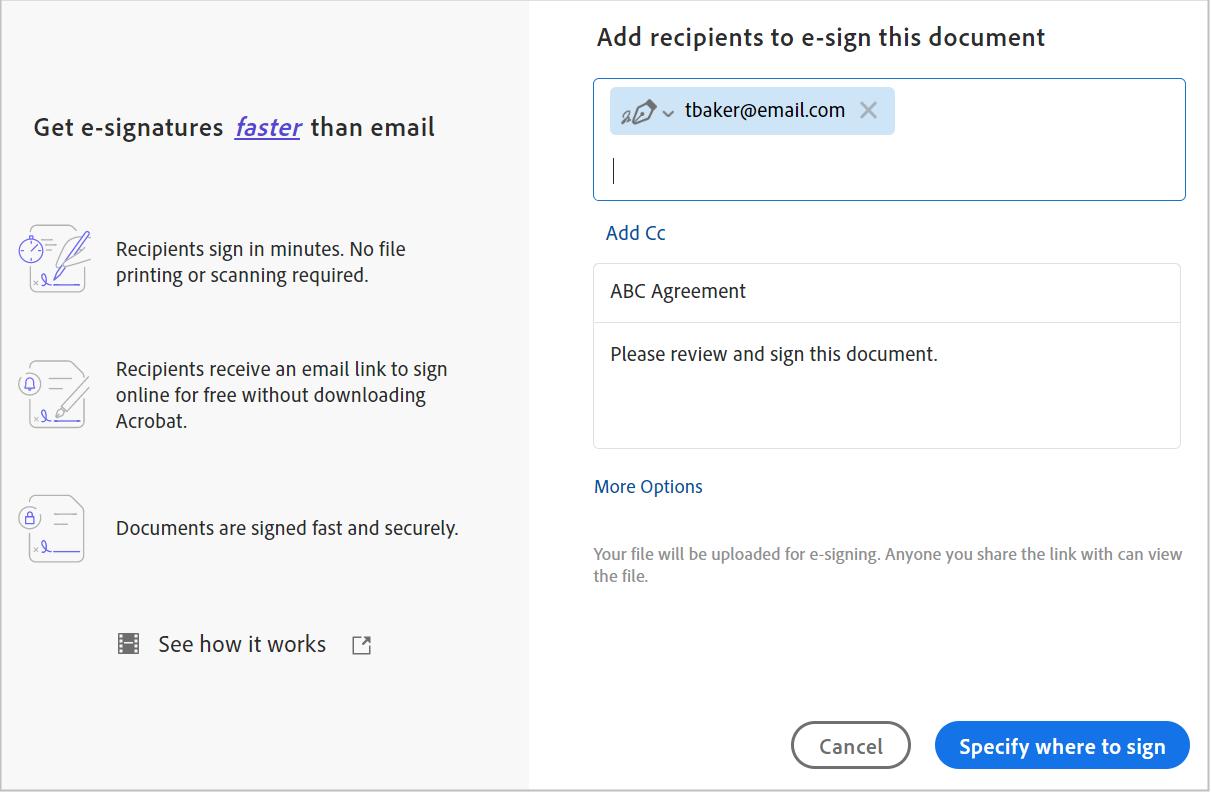 Get e-signatures faster than email
Recipients sign in minutes. No file
printing or scanning required.
Recipients receive an email link to sign
online for free without downloading
Acrobat.
Documents are signed fast and securely.
See how it works
Add recipients to e-sign this document
tbaker@email.com
Add Cc
ABC Agreement
Please review and sign this document.
More Options
Your file will be uploaded for e-signing. Anyone you share the link with can view
the file.
Cancel
Specify where to sign